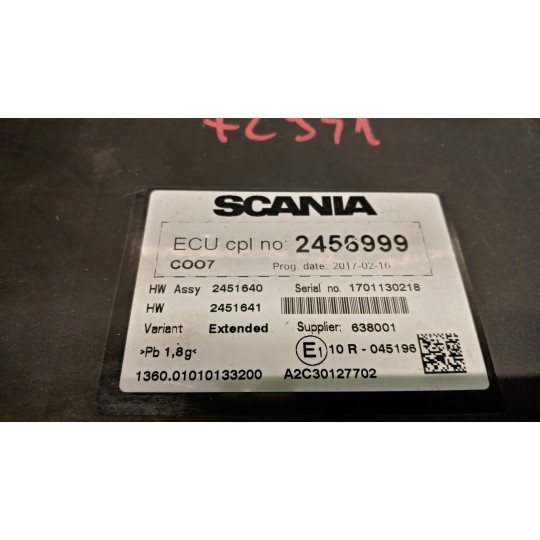 SCANIA
ECU cpl no: 2456999
COO7 Prog. date: 2017-02-16
HW Assy 2451640 Serial no. 1701130218
HW 2451641
Variant Extended Supplier: 638001
>Pb 1,8g< E1 10 R - 045196
1360.01010133200 A2C30127702